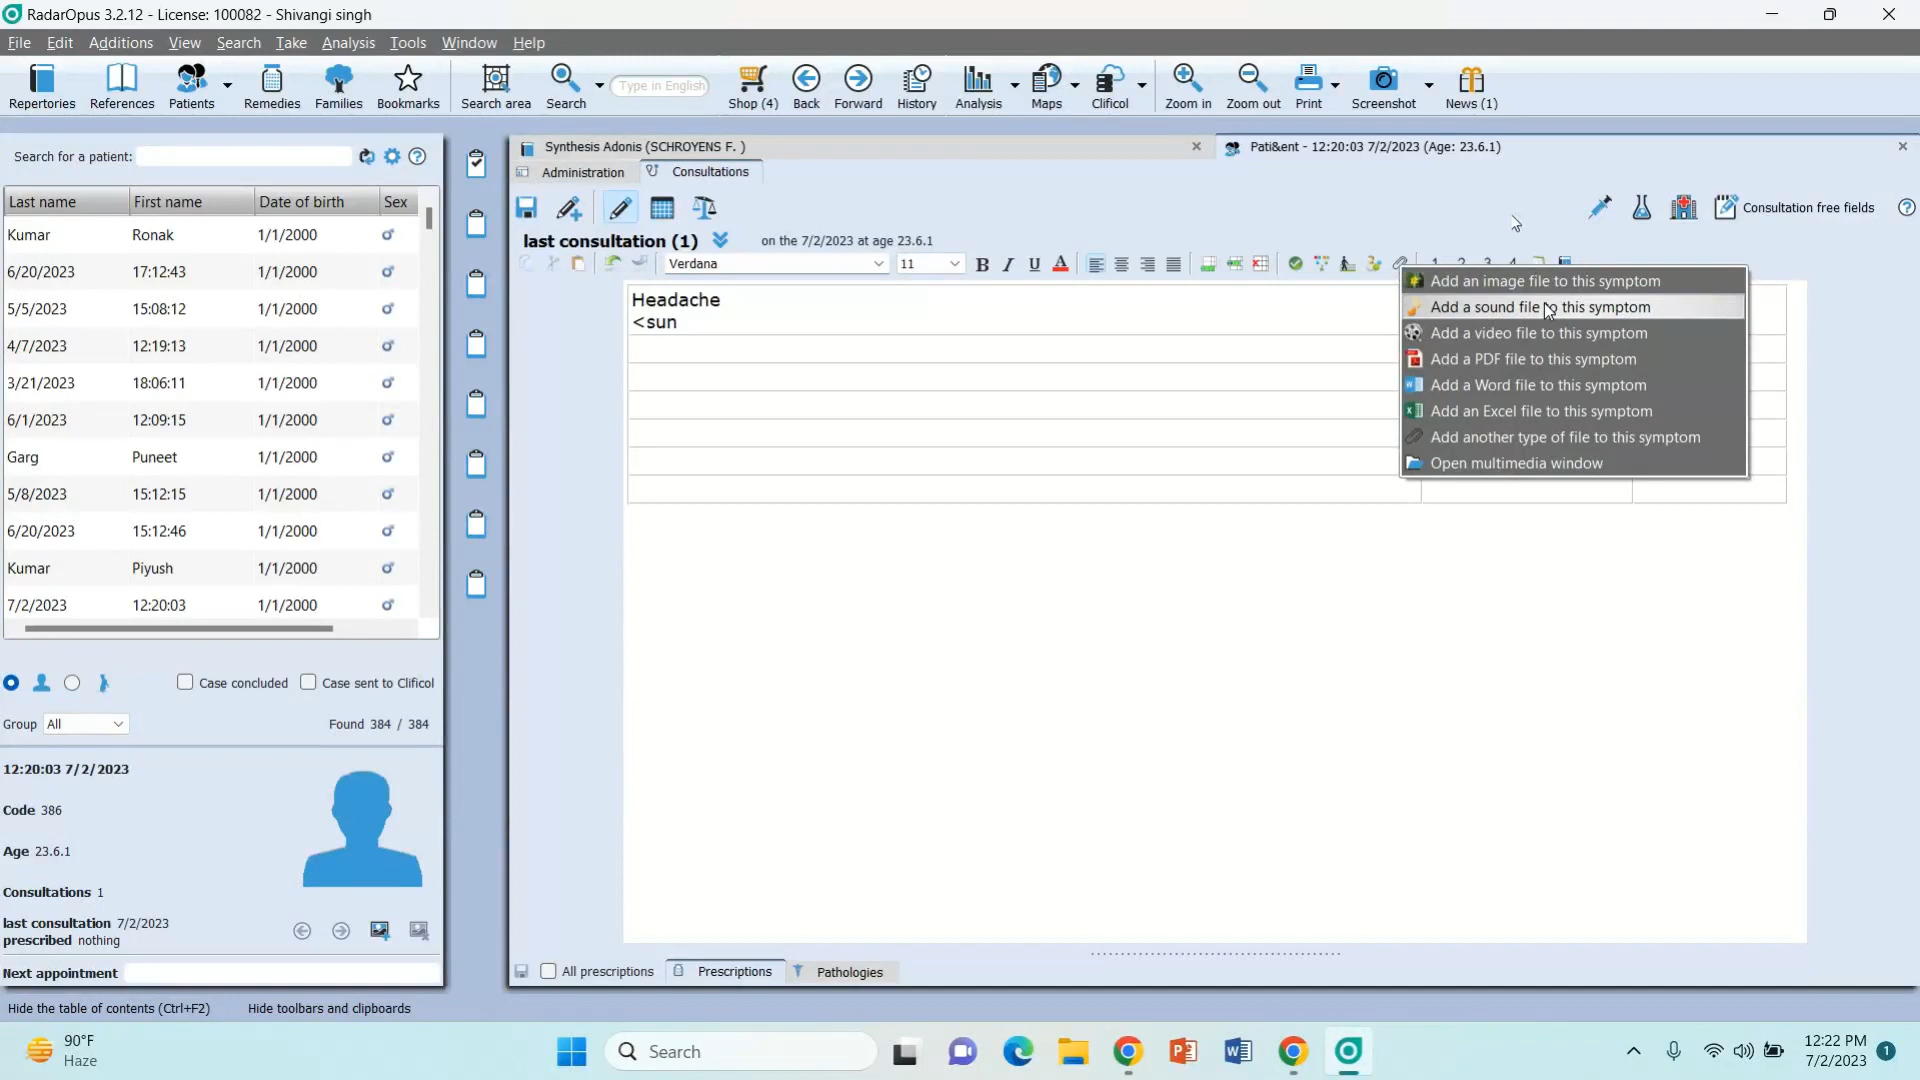 RadarOpus 3.2.12 - License: 100082 - Shivangi singh
File Edit Additions View Search Take Analysis Tools Window Help
Repertories References Patients Remedies Families Bookmarks Search area Search Type in English Shop (4) Back Forward History Analysis Maps Clificol Zoom in Zoom out Print Screenshot News (1)
Search for a patient:
Last name First name Date of birth Sex
Kumar Ronak 1/1/2000
6/20/2023 17:12:43 1/1/2000
5/5/2023 15:08:12 1/1/2000
4/7/2023 12:19:13 1/1/2000
3/21/2023 18:06:11 1/1/2000
6/1/2023 12:09:15 1/1/2000
Garg Puneet 1/1/2000
5/8/2023 15:12:15 1/1/2000
6/20/2023 15:12:46 1/1/2000
Kumar Piyush 1/1/2000
7/2/2023 12:20:03 1/1/2000
Case concluded Case sent to Clificol
Group All Found 384 / 384
12:20:03 7/2/2023
Code 386
Age 23.6.1
Consultations 1
last consultation 7/2/2023
prescribed nothing
Next appointment
Synthesis Adonis (SCHROYENS F. )
Pati&ent - 12:20:03 7/2/2023 (Age: 23.6.1)
Administration Consultations
Consultation free fields
last consultation (1) on the 7/2/2023 at age 23.6.1
Verdana 11 B I U A
Headache
<sun
Add an image file to this symptom
Add a sound file to this symptom
Add a video file to this symptom
Add a PDF file to this symptom
Add a Word file to this symptom
Add an Excel file to this symptom
Add another type of file to this symptom
Open multimedia window
All prescriptions Prescriptions Pathologies
Hide the table of contents (Ctrl+F2) Hide toolbars and clipboards
90°F
Haze
Search
12:22 PM
7/2/2023
1